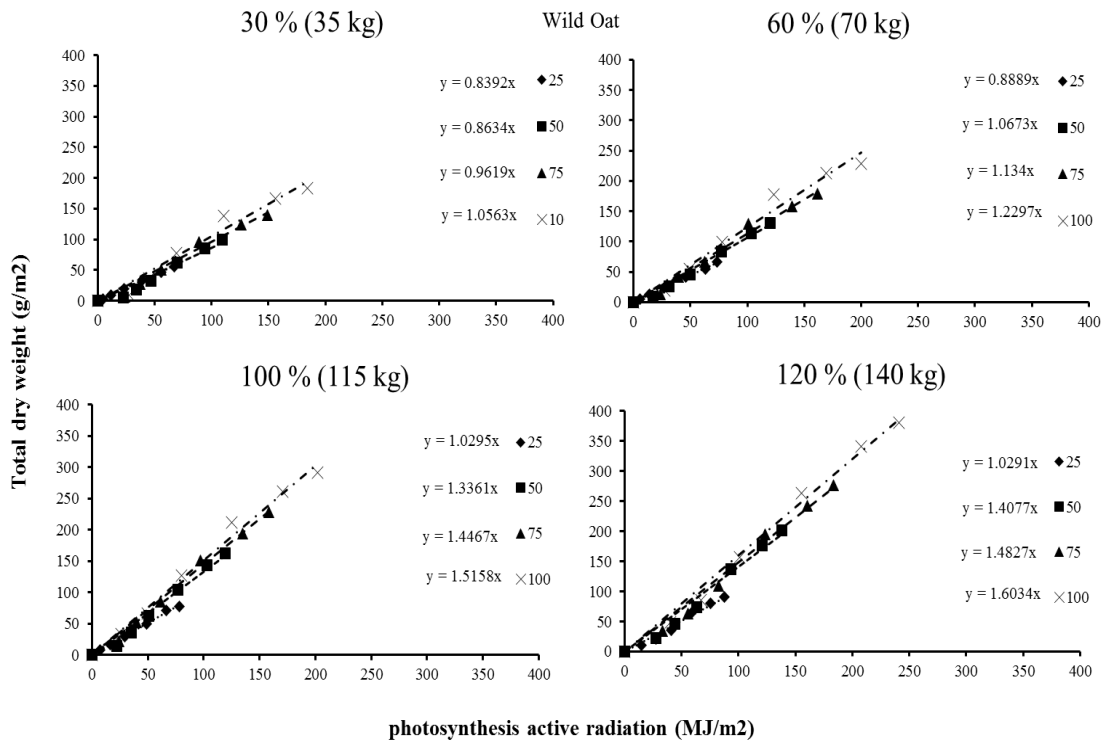 Wild Oat
30 % (35 kg)
400
350
300
250
200
150
100
50
0
y = 0.8392x 25
y = 0.8634x 50
y = 0.9619x 75
y = 1.0563x 10
0 50 100 150 200 250 300 350 400
60 % (70 kg)
400
350
300
250
200
150
100
50
0
y = 0.8889x 25
y = 1.0673x 50
y = 1.134x 75
y = 1.2297x 100
0 50 100 150 200 250 300 350 400
Total dry weight (g/m2)
100 % (115 kg)
400
350
300
250
200
150
100
50
0
y = 1.0295x 25
y = 1.3361x 50
y = 1.4467x 75
y = 1.5158x 100
0 50 100 150 200 250 300 350 400
120 % (140 kg)
400
350
300
250
200
150
100
50
0
y = 1.0291x 25
y = 1.4077x 50
y = 1.4827x 75
y = 1.6034x 100
0 50 100 150 200 250 300 350 400
photosynthesis active radiation (MJ/m2)